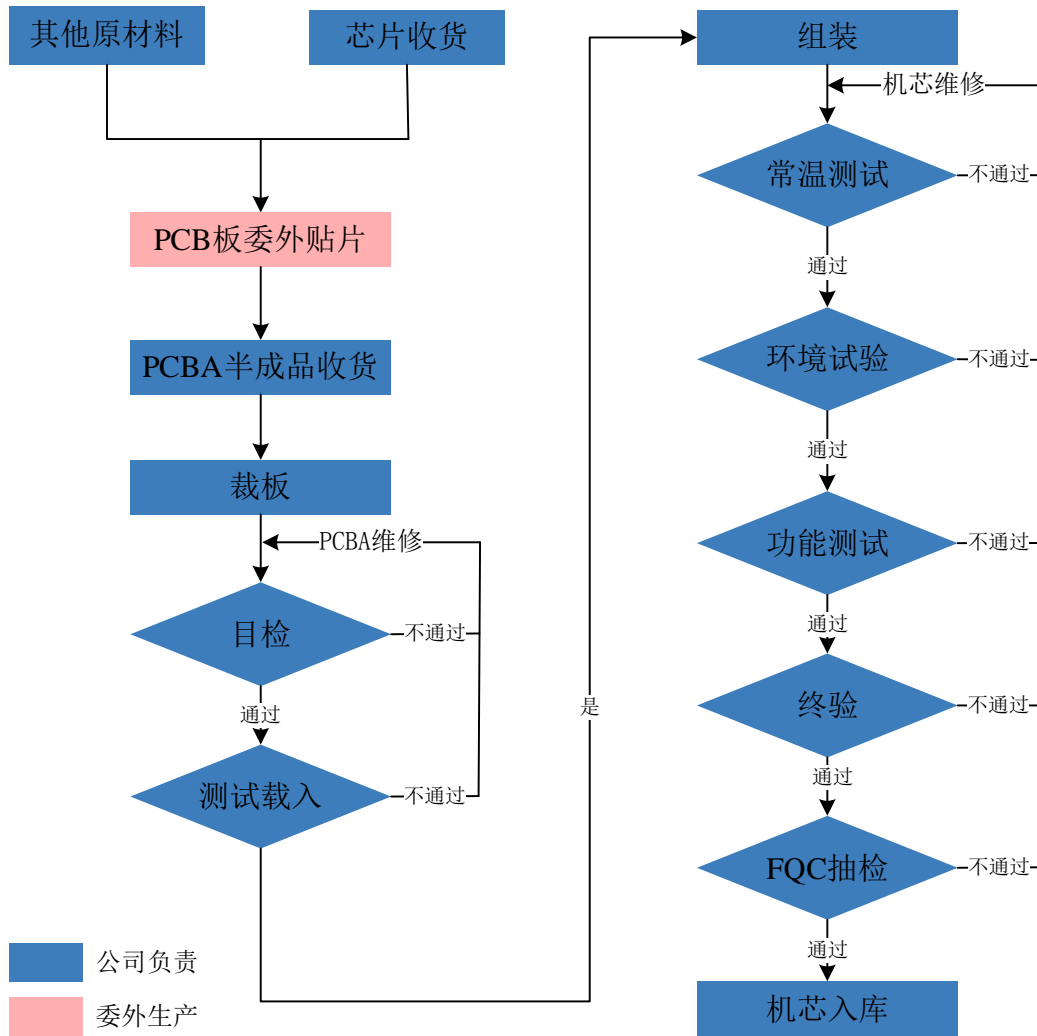 其他原材料
芯片收货
PCB板委外贴片
PCBA半成品收货
裁板
PCBA维修
目检
不通过
通过
测试载入
不通过
是
组装
机芯维修
常温测试
不通过
通过
环境试验
不通过
通过
功能测试
不通过
通过
终验
不通过
通过
FQC抽检
不通过
通过
机芯入库
公司负责
委外生产